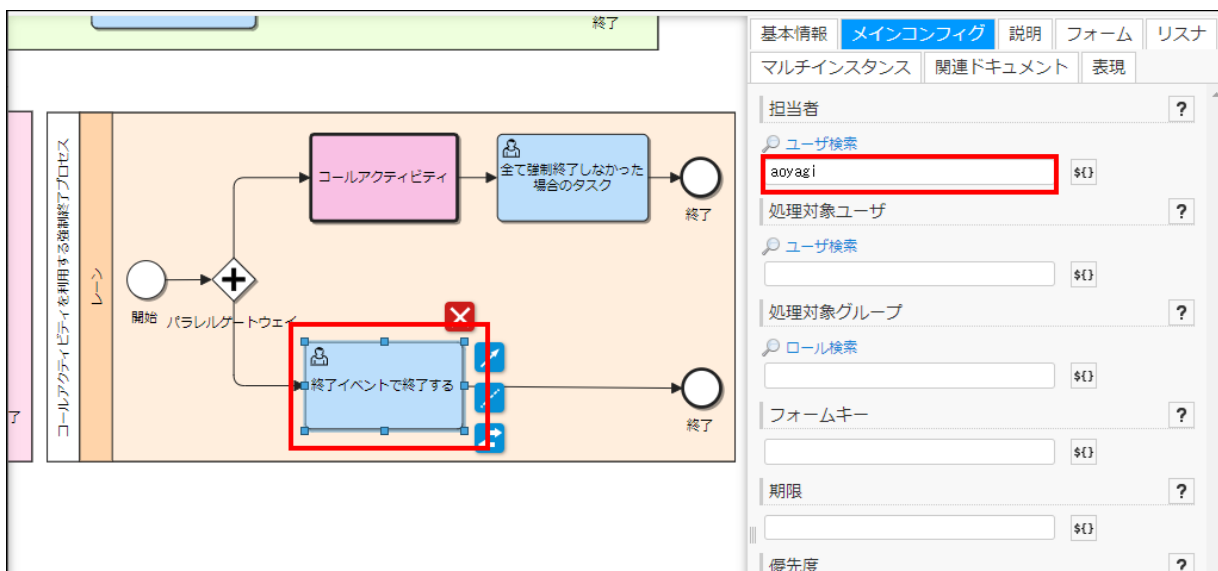 終了
コールアクティビティを利用する強制終了プロセス
レーン
コールアクティビティ
全て強制終了しなかった
場合のタスク
終了
開始
パラレルゲートウェイ
終了イベントで終了する
終了
了
基本情報
メインコンフィグ
説明
フォーム
リスナ
マルチインスタンス
関連ドキュメント
表現
担当者
?
ユーザ検索
aoyagi
${}
処理対象ユーザ
?
ユーザ検索
${}
処理対象グループ
?
ロール検索
${}
フォームキー
?
${}
期限
?
${}
優先度
?